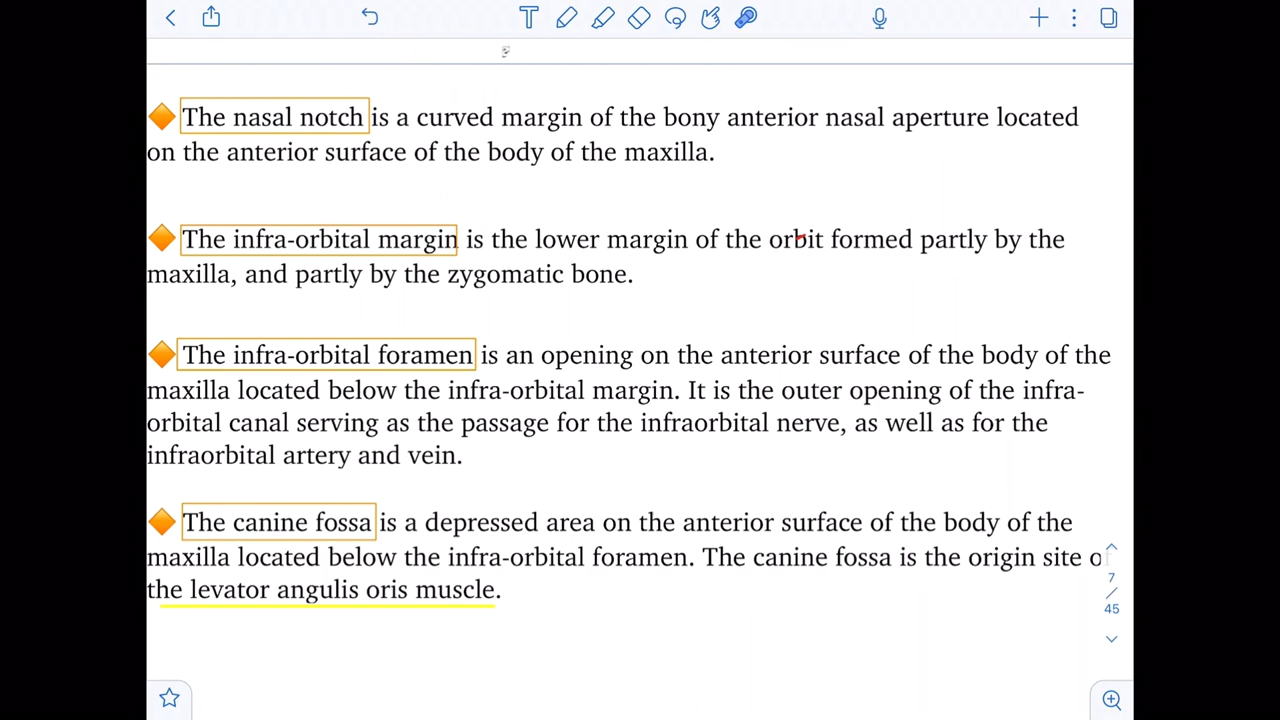 The nasal notch is a curved margin of the bony anterior nasal aperture located
on the anterior surface of the body of the maxilla.
The infra-orbital margin is the lower margin of the orbit formed partly by the
maxilla, and partly by the zygomatic bone.
The infra-orbital foramen is an opening on the anterior surface of the body of the
maxilla located below the infra-orbital margin. It is the outer opening of the infra-
orbital canal serving as the passage for the infraorbital nerve, as well as for the
infraorbital artery and vein.
The canine fossa is a depressed area on the anterior surface of the body of the
maxilla located below the infra-orbital foramen. The canine fossa is the origin site of
the levator angulis oris muscle.
7
/
45